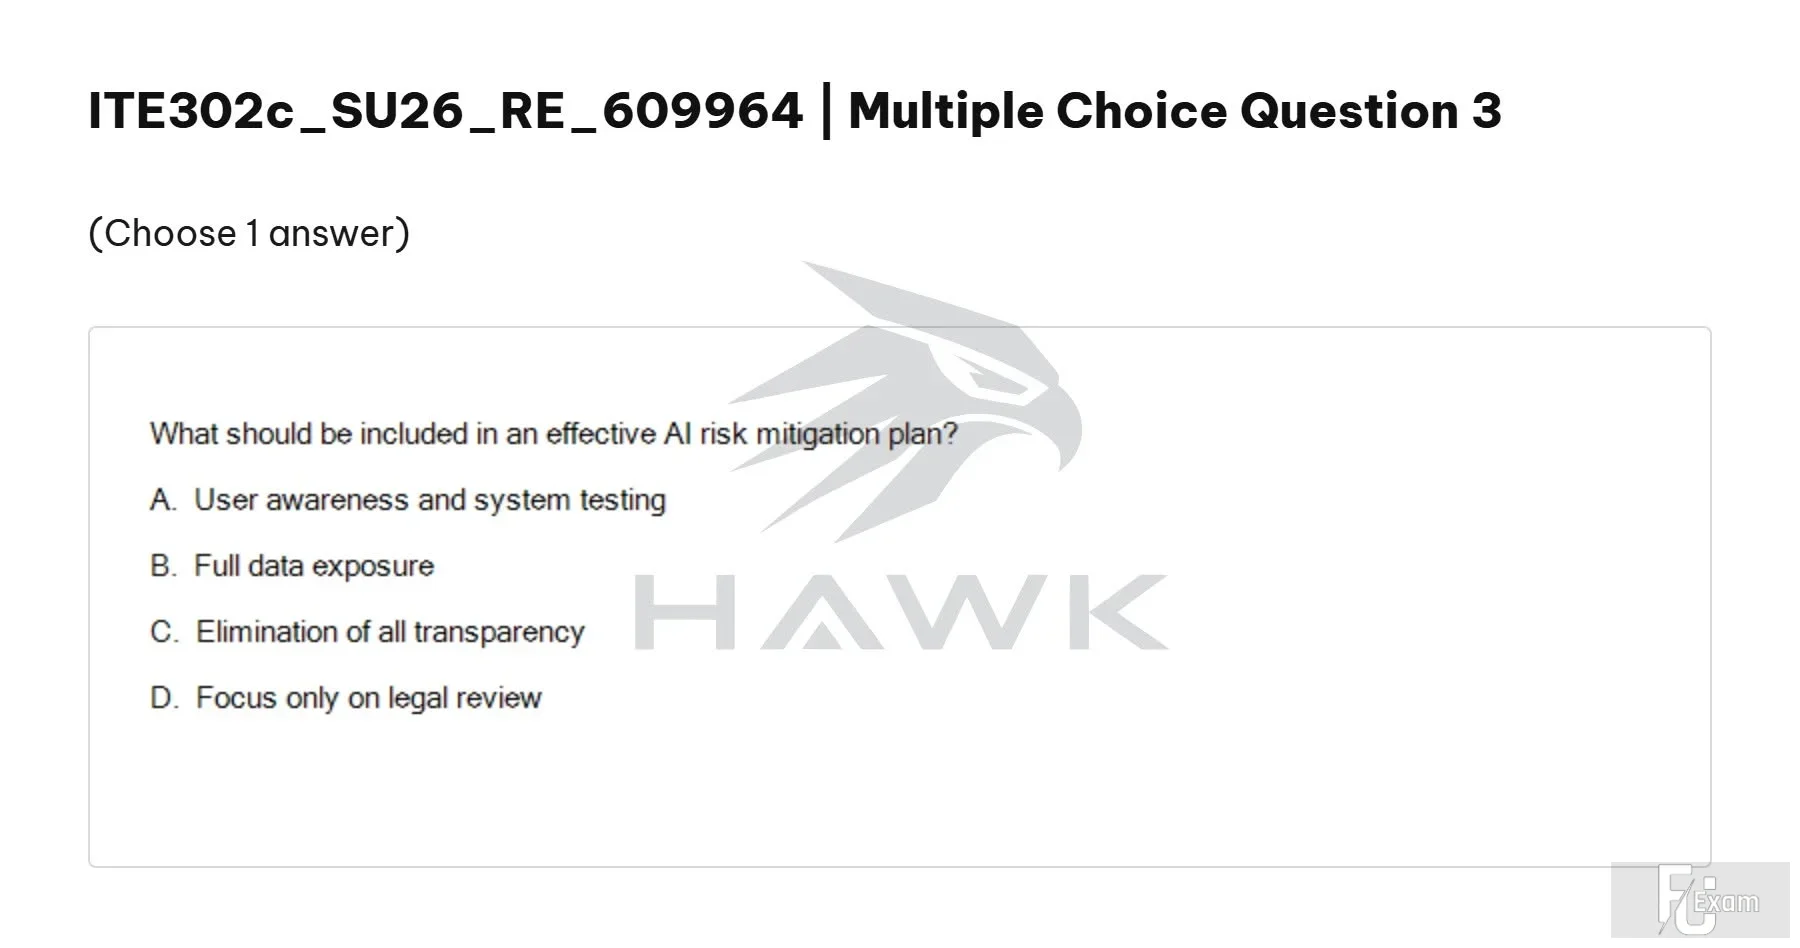 ITE302c_SU26_RE_609964 | Multiple Choice Question 3
(Choose 1 answer)
What should be included in an effective AI risk mitigation plan?
A. User awareness and system testing
B. Full data exposure
C. Elimination of all transparency
D. Focus only on legal review
HAWK
FU Exam